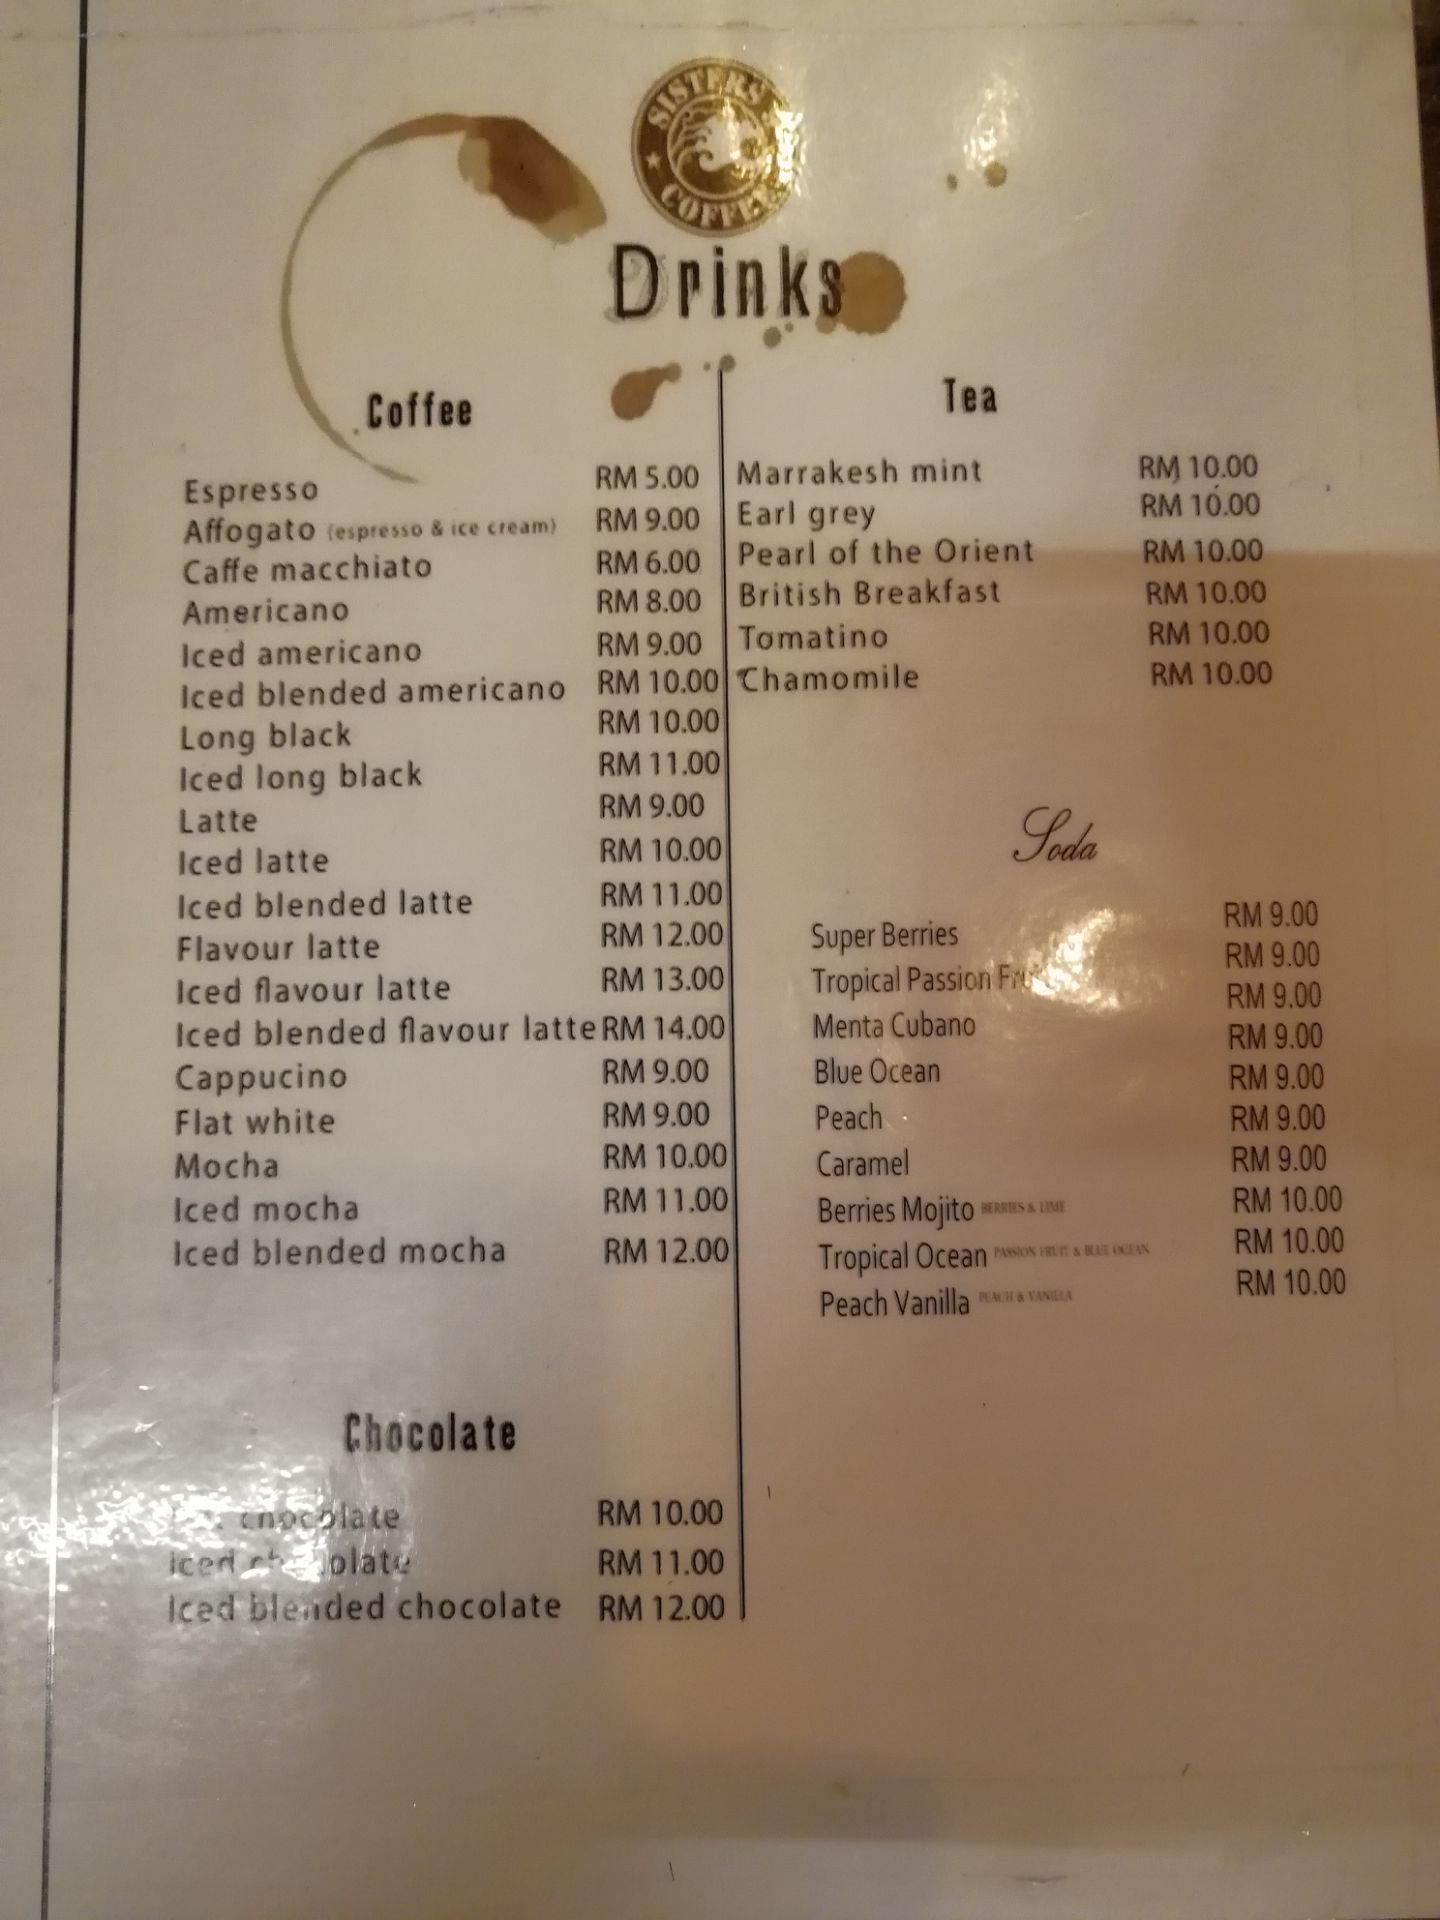 SISTERS COFFEE
Drinks
Coffee
Espresso RM 5.00
Affogato (espresso & ice cream) RM 9.00
Caffe macchiato RM 6.00
Americano RM 8.00
Iced americano RM 9.00
Iced blended americano RM 10.00
Long black RM 10.00
Iced long black RM 11.00
Latte RM 9.00
Iced latte RM 10.00
Iced blended latte RM 11.00
Flavour latte RM 12.00
Iced flavour latte RM 13.00
Iced blended flavour latte RM 14.00
Cappucino RM 9.00
Flat white RM 9.00
Mocha RM 10.00
Iced mocha RM 11.00
Iced blended mocha RM 12.00
Chocolate
chocolate RM 10.00
Iced chocolate RM 11.00
Iced blended chocolate RM 12.00
Tea
Marrakesh mint RM 10.00
Earl grey RM 10.00
Pearl of the Orient RM 10.00
British Breakfast RM 10.00
Tomatino RM 10.00
Chamomile RM 10.00
Soda
Super Berries
Tropical Passion Fruit
Menta Cubano
Blue Ocean
Peach
Caramel
Berries Mojito BERRIES & LIME
Tropical Ocean PASSION FRUIT & BLUE OCEAN
Peach Vanilla PEACH & VANILLA
RM 9.00
RM 9.00
RM 9.00
RM 9.00
RM 9.00
RM 9.00
RM 9.00
RM 10.00
RM 10.00
RM 10.00